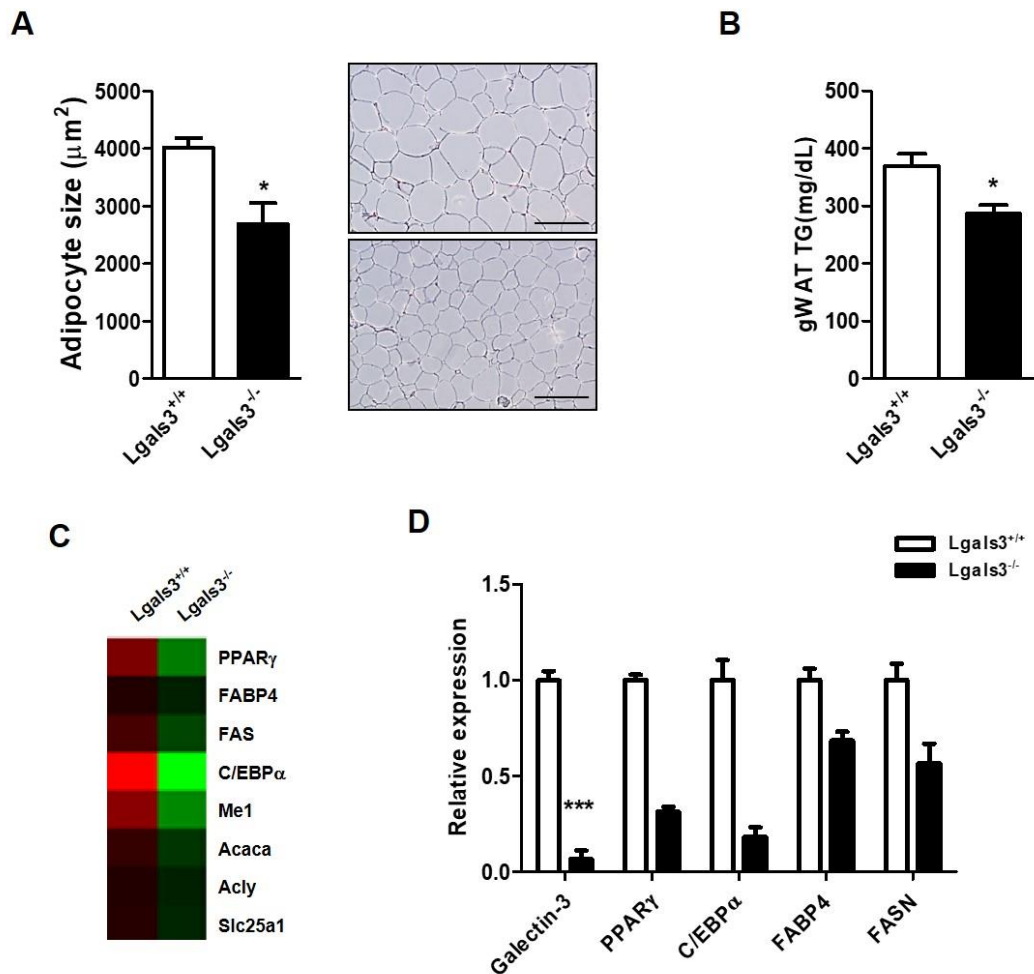 A
Adipocyte size (μm²)
5000
4000
3000
2000
1000
0
*
Lgals3⁺/⁺
Lgals3⁻/⁻
B
gWAT TG(mg/dL)
500
400
300
200
100
0
*
Lgals3⁺/⁺
Lgals3⁻/⁻
C
Lgals3⁺/⁺
Lgals3⁻/⁻
PPARγ
FABP4
FAS
C/EBPα
Me1
Acaca
Acly
Slc25a1
D
Lgals3⁺/⁺
Lgals3⁻/⁻
Relative expression
1.5
1.0
0.5
0.0
***
Galectin-3
PPARγ
C/EBPα
FABP4
FASN